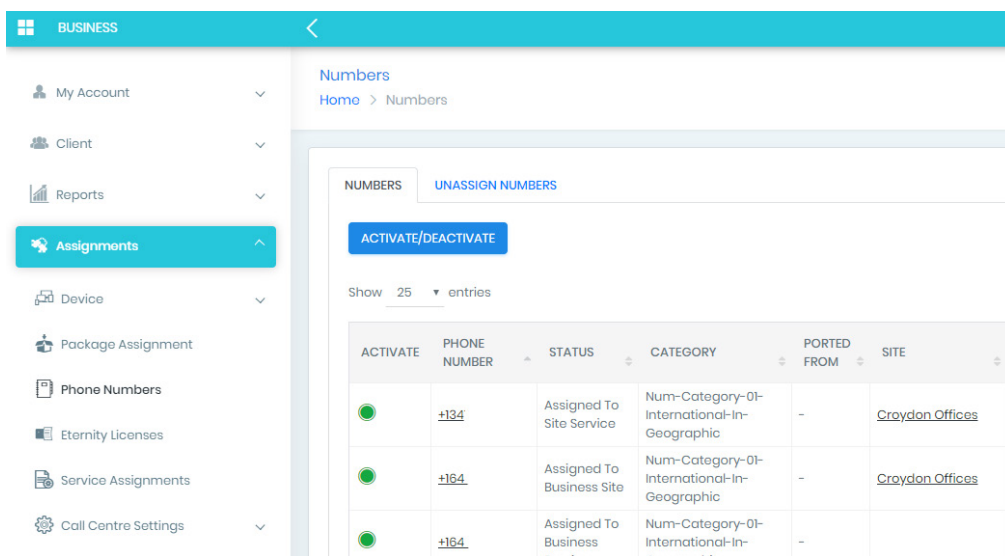 BUSINESS
My Account
Client
Reports
Assignments
Device
Package Assignment
Phone Numbers
Eternity Licenses
Service Assignments
Call Centre Settings
Numbers
Home > Numbers
NUMBERS UNASSIGN NUMBERS
ACTIVATE/DEACTIVATE
Show 25 entries
ACTIVATE PHONE NUMBER STATUS CATEGORY PORTED FROM SITE
+134 Assigned To Site Service Num-Category-01-International-In-Geographic - Croydon Offices
+164 Assigned To Business Site Num-Category-01-International-In-Geographic - Croydon Offices
+164 Assigned To Business Num-Category-01-International-In- -